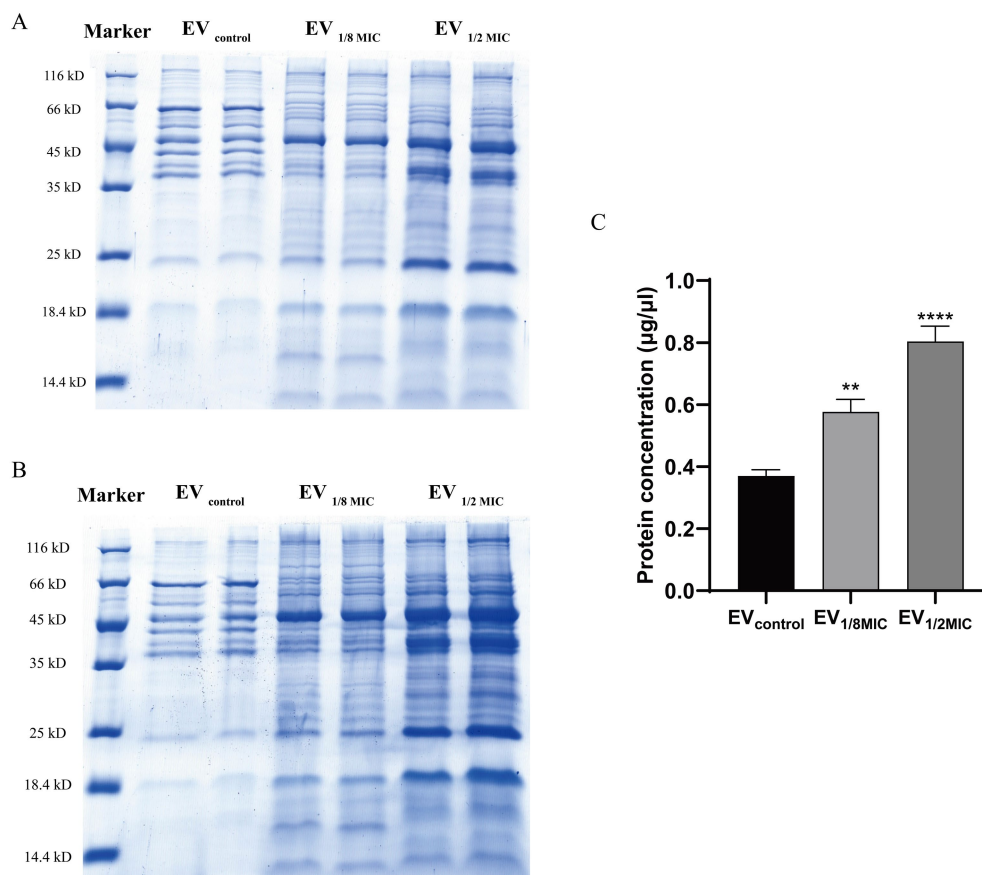 A
Marker EV control EV 1/8 MIC EV 1/2 MIC
116 kD
66 kD
45 kD
35 kD
25 kD
18.4 kD
14.4 kD
B
Marker EV control EV 1/8 MIC EV 1/2 MIC
116 kD
66 kD
45 kD
35 kD
25 kD
18.4 kD
14.4 kD
C
Protein concentration (µg/µl)
1.0
0.8
0.6
0.4
0.2
0.0
**
****
EVcontrol EV1/8MIC EV1/2MIC